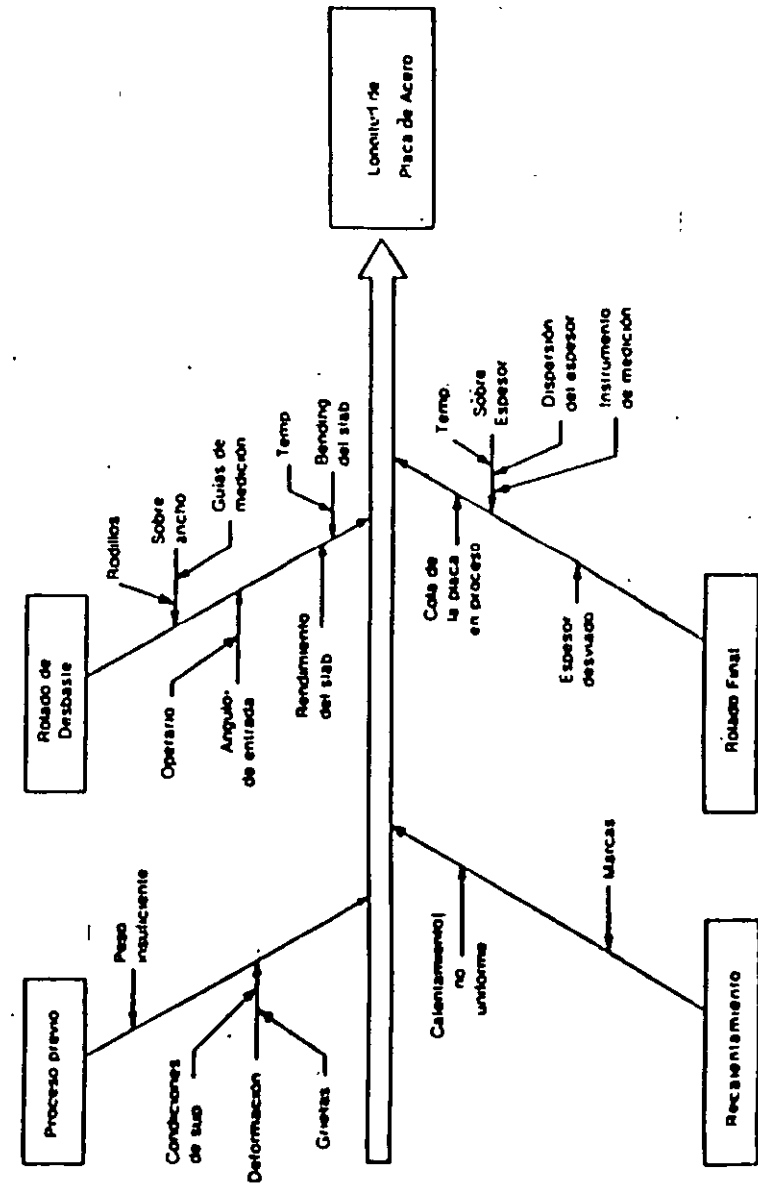 Proceso previo
Peso
insuficiente
Condiciones
de sup
Deformación
Grietas
Rolado de
Desbaste
Rodillos
Sobre
ancho
Guias de
medición
Operario
Angulo
de entrada
Rendimiento
del slab
Temp
Bending
del slab
Longitud de
Placa de Acero
Recalentamiento
Calentamiento
no
uniforme
Marcas
Rolado Final
Cola de
la placa
en proceso
Temp.
Sobre
Espesor
Dispersión
del espesor
Instrumento
de medición
Espesor
desviado